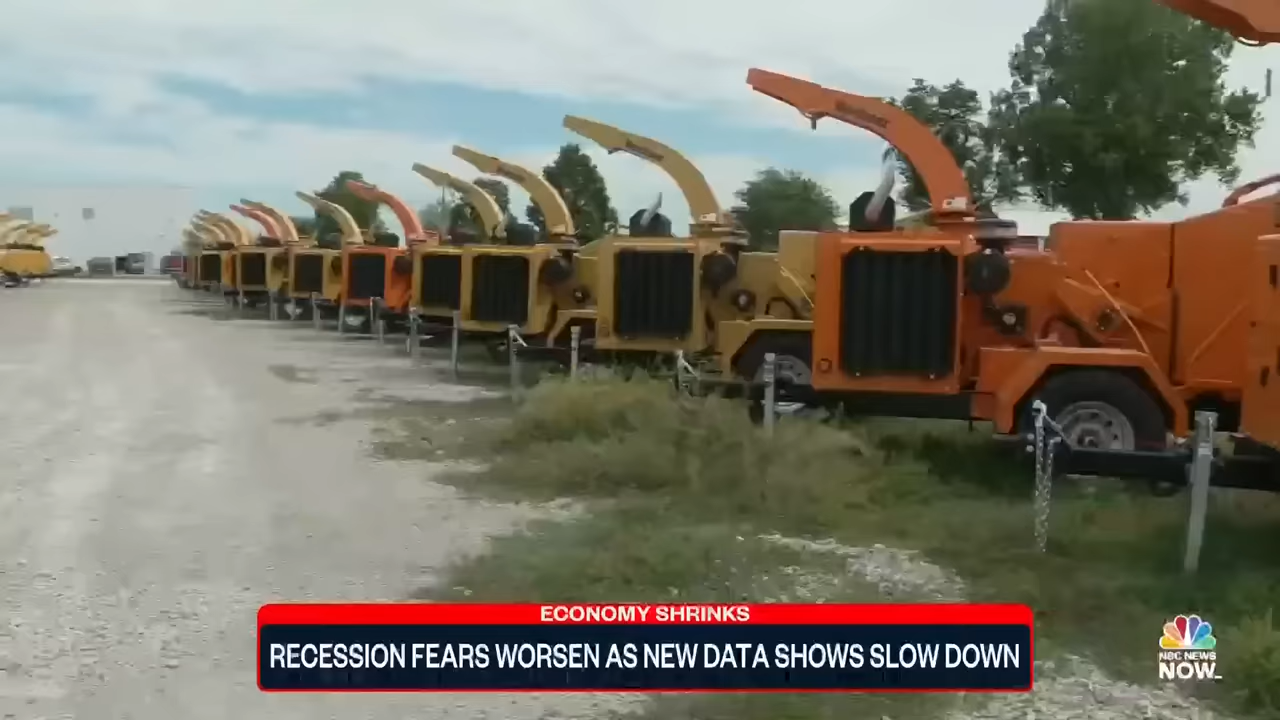 ECONOMY SHRINKS
RECESSION FEARS WORSEN AS NEW DATA SHOWS SLOW DOWN
NBC NEWS
NOW